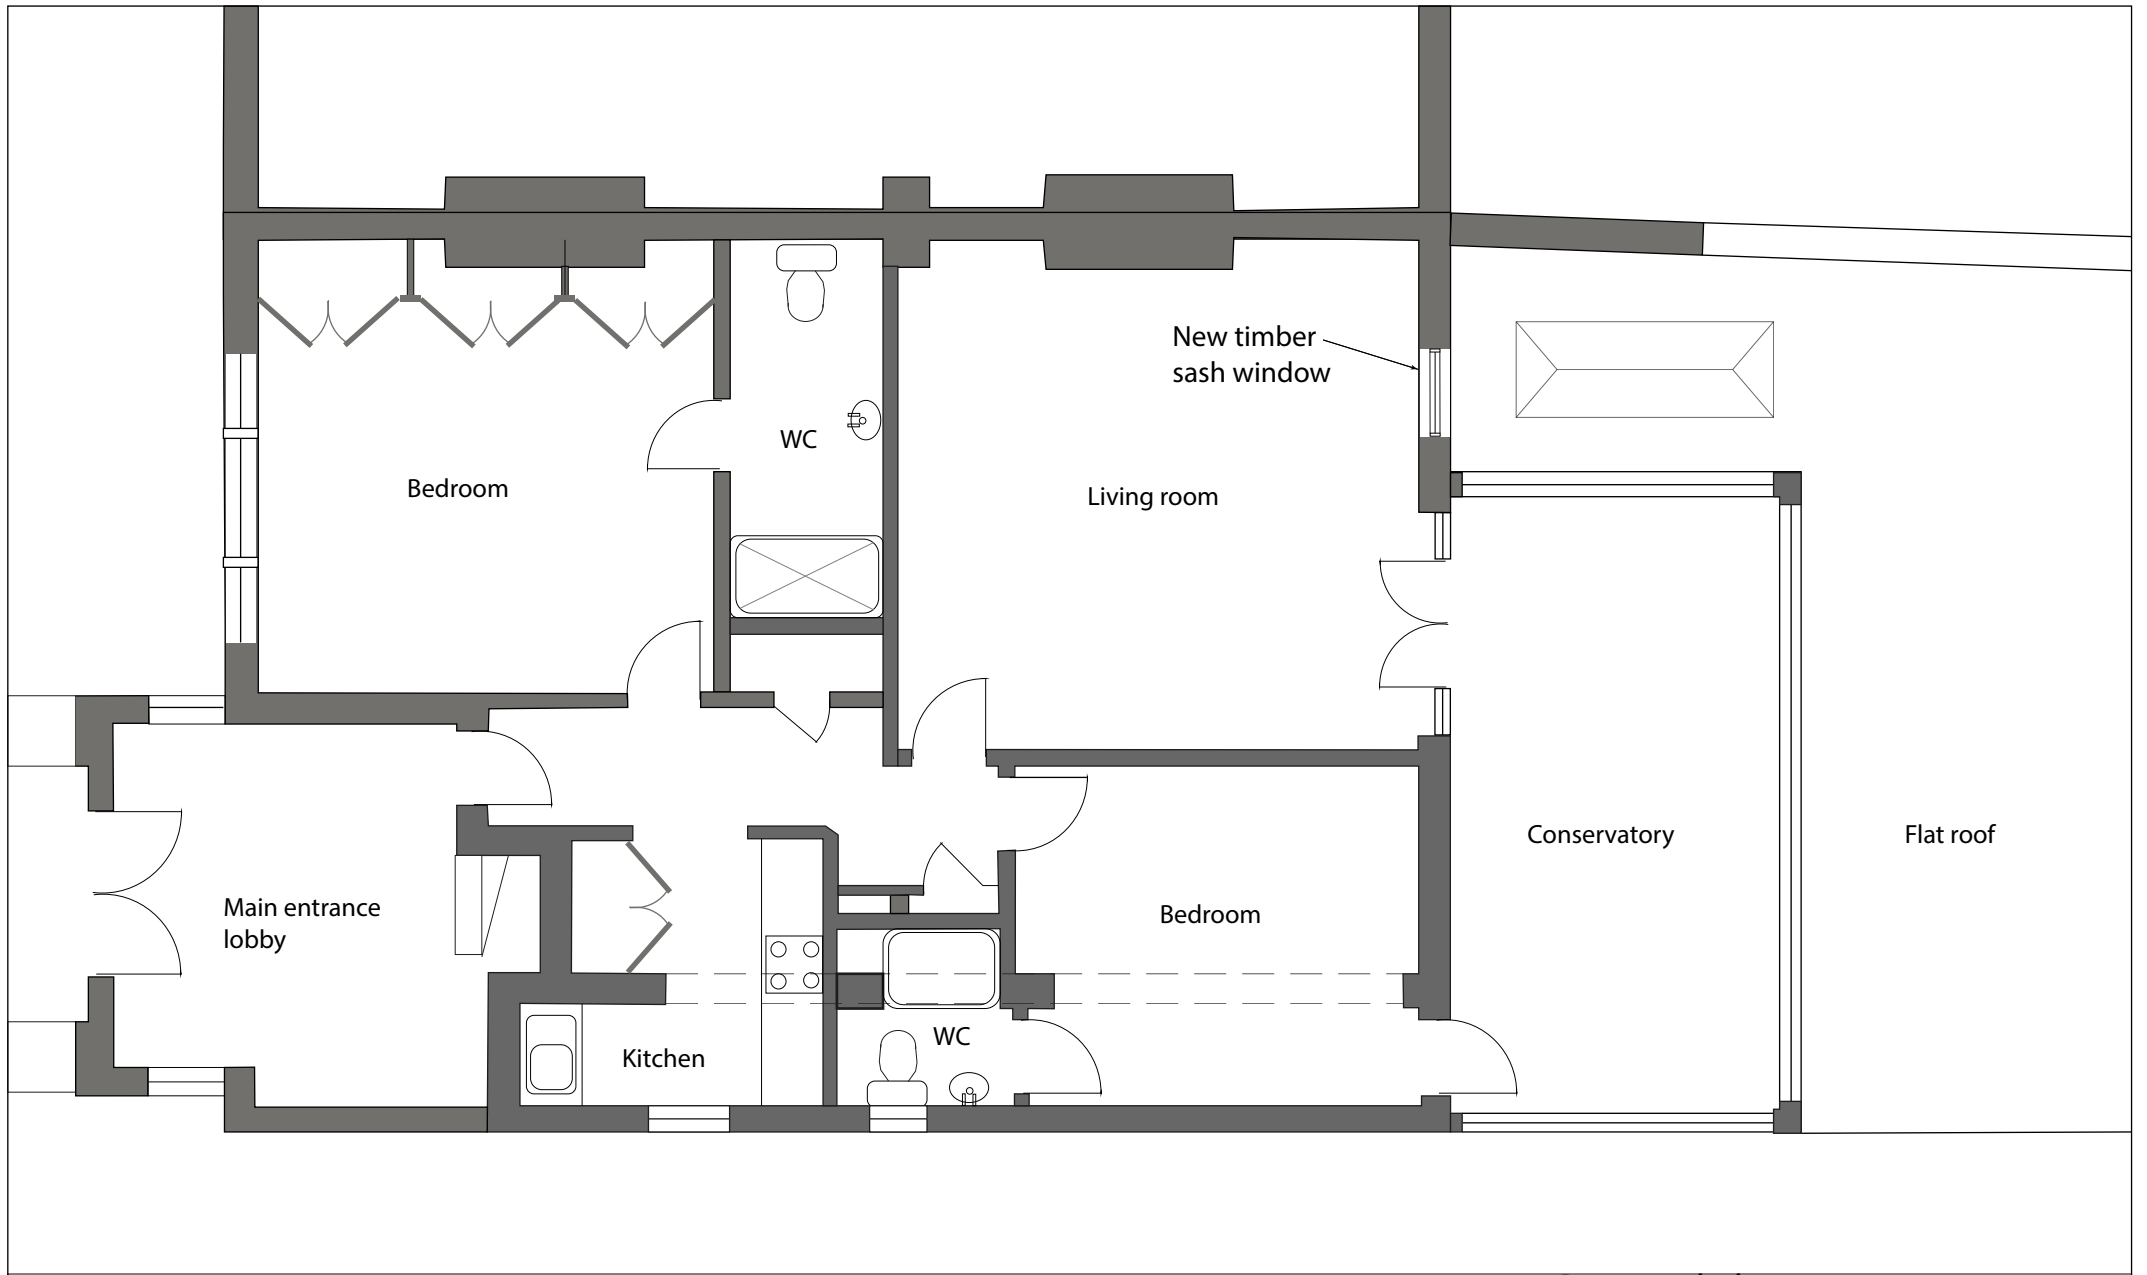 New timber
sash window
WC
Bedroom
Living room
Conservatory
Flat roof
Main entrance
lobby
Bedroom
WC
Kitchen